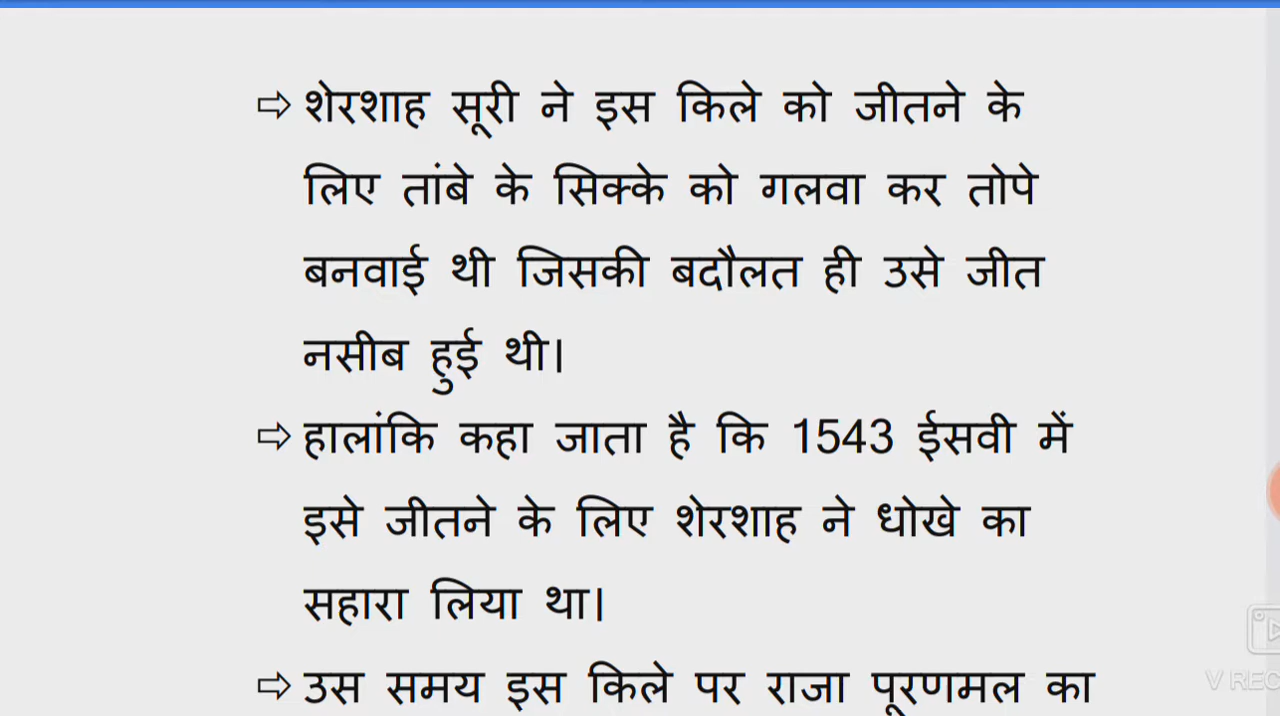 ⇨ शेरशाह सूरी ने इस किले को जीतने के
लिए तांबे के सिक्के को गलवा कर तोपे
बनवाई थी जिसकी बदौलत ही उसे जीत
नसीब हुई थी।
⇨ हालांकि कहा जाता है कि 1543 ईसवी में
इसे जीतने के लिए शेरशाह ने धोखे का
सहारा लिया था।
⇨ उस समय इस किले पर राजा पूरणमल का
V REC